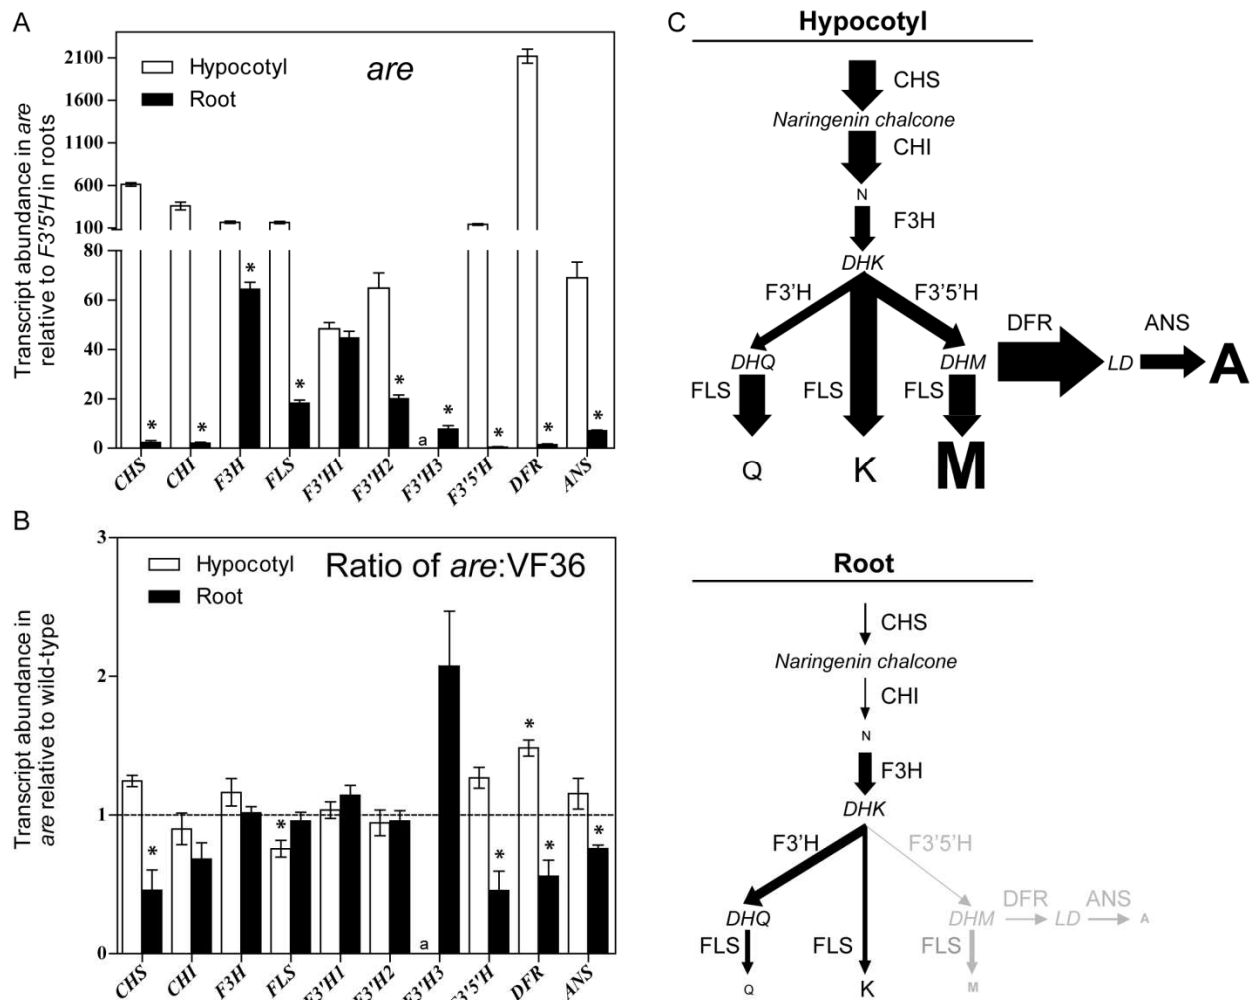 A
are
Hypocotyl
Root
Transcript abundance in are
relative to F3'5'H in roots
2100
1600
1100
600
100
80
60
40
20
0
* * * * * a * * * *
CHS CHI F3H FLS F3'H1 F3'H2 F3'H3 F3'5'H DFR ANS
B
Ratio of are:VF36
Hypocotyl
Root
Transcript abundance in
are relative to wild-type
3
2
1
0
* * a * * * *
CHS CHI F3H FLS F3'H1 F3'H2 F3'H3 F3'5'H DFR ANS
C
Hypocotyl
CHS
Naringenin chalcone
CHI
N
F3H
DHK
F3'H F3'5'H
DFR ANS
DHQ DHM LD A
FLS FLS FLS
Q K M
Root
CHS
Naringenin chalcone
CHI
N
F3H
DHK
F3'H F3'5'H
DFR ANS
DHQ DHM LD A
FLS FLS FLS
Q K M